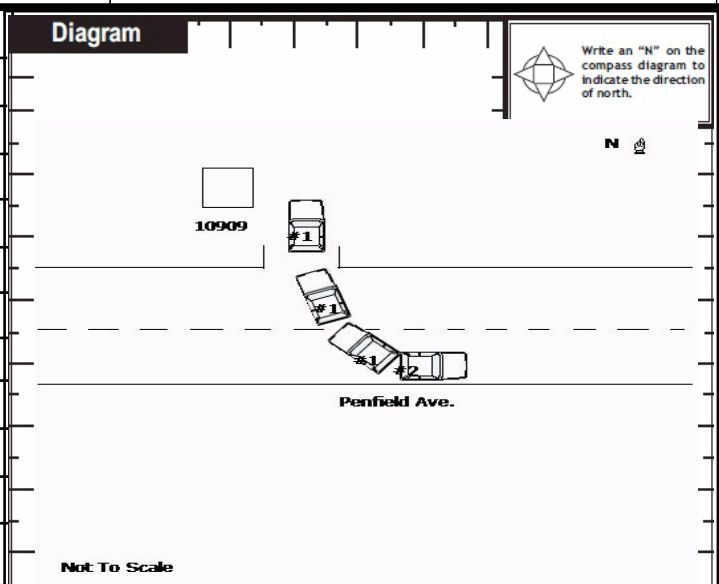 Diagram
Write an “N” on the
compass diagram to
indicate the direction
of north.
N
10909
#1
#1
#1
#2
Penfield Ave.
Not To Scale